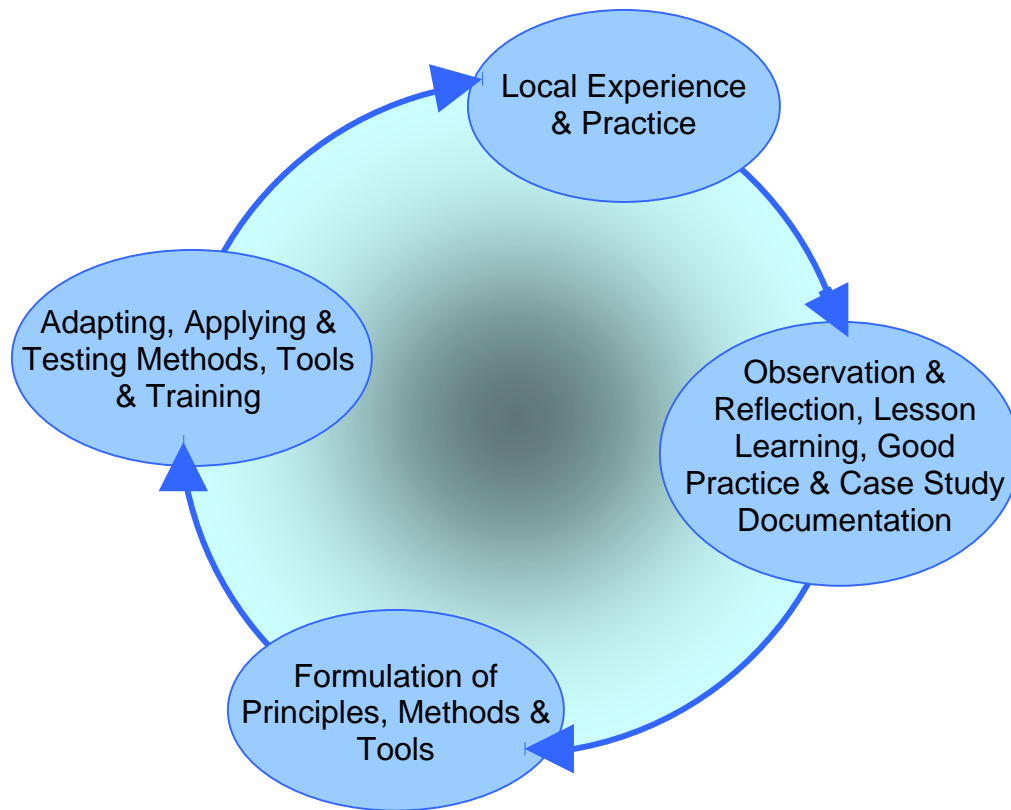 Local Experience
& Practice
Adapting, Applying &
Testing Methods, Tools
& Training
Observation &
Reflection, Lesson
Learning, Good
Practice & Case Study
Documentation
Formulation of
Principles, Methods &
Tools